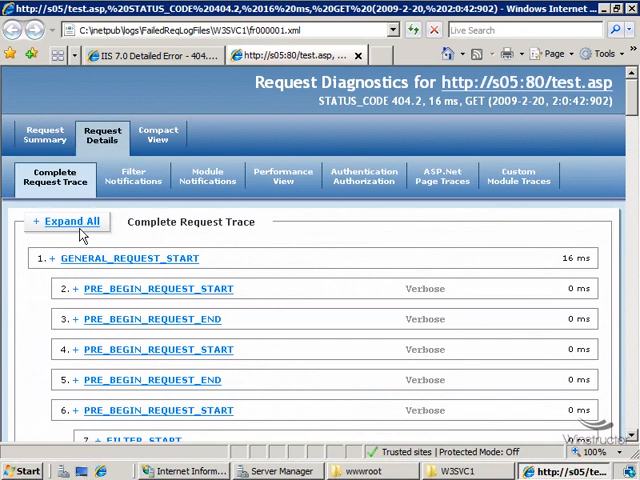 http://s05/test.asp,%20STATUS_CODE%20404.2,%2016%20ms,%20GET(2009-2-20,%202:0:42:902) - Windows Internet ...
C:\inetpub\logs\FailedReqLogFiles\W3SVC1\fr000001.xml
Live Search
IIS 7.0 Detailed Error - 404....
http://s05/test.asp, ...
Page
Tools
Request Diagnostics for http://s05:80/test.asp
STATUS_CODE 404.2, 16 ms, GET (2009-2-20, 2:0:42:902)
Request Summary
Request Details
Compact View
Complete Request Trace
Filter Notifications
Module Notifications
Performance View
Authentication Authorization
ASP.Net Page Traces
Custom Module Traces
+ Expand All
Complete Request Trace
1. + GENERAL_REQUEST_START 16 ms
2. + PRE_BEGIN_REQUEST_START Verbose 0 ms
3. + PRE_BEGIN_REQUEST_END Verbose 0 ms
4. + PRE_BEGIN_REQUEST_START Verbose 0 ms
5. + PRE_BEGIN_REQUEST_END Verbose 0 ms
6. + PRE_BEGIN_REQUEST_START Verbose 0 ms
7. + FILTER_START 0 ms
Winstructor
Trusted sites | Protected Mode: Off
100%
Start
Internet Inform...
Server Manager
wwwroot
W3SVC1
http://s05/te...